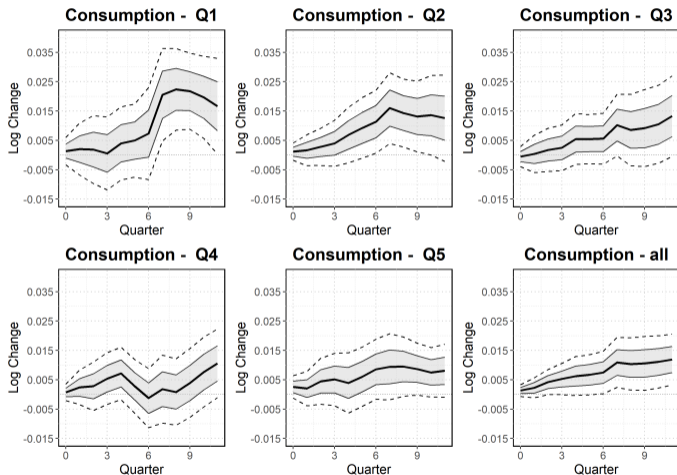 Consumption - Q1
Log Change
0.035
0.025
0.015
0.005
-0.005
-0.015
0 3 6 9
Quarter
Consumption - Q2
Log Change
0.035
0.025
0.015
0.005
-0.005
-0.015
0 3 6 9
Quarter
Consumption - Q3
Log Change
0.035
0.025
0.015
0.005
-0.005
-0.015
0 3 6 9
Quarter
Consumption - Q4
Log Change
0.035
0.025
0.015
0.005
-0.005
-0.015
0 3 6 9
Quarter
Consumption - Q5
Log Change
0.035
0.025
0.015
0.005
-0.005
-0.015
0 3 6 9
Quarter
Consumption - all
Log Change
0.035
0.025
0.015
0.005
-0.005
-0.015
0 3 6 9
Quarter